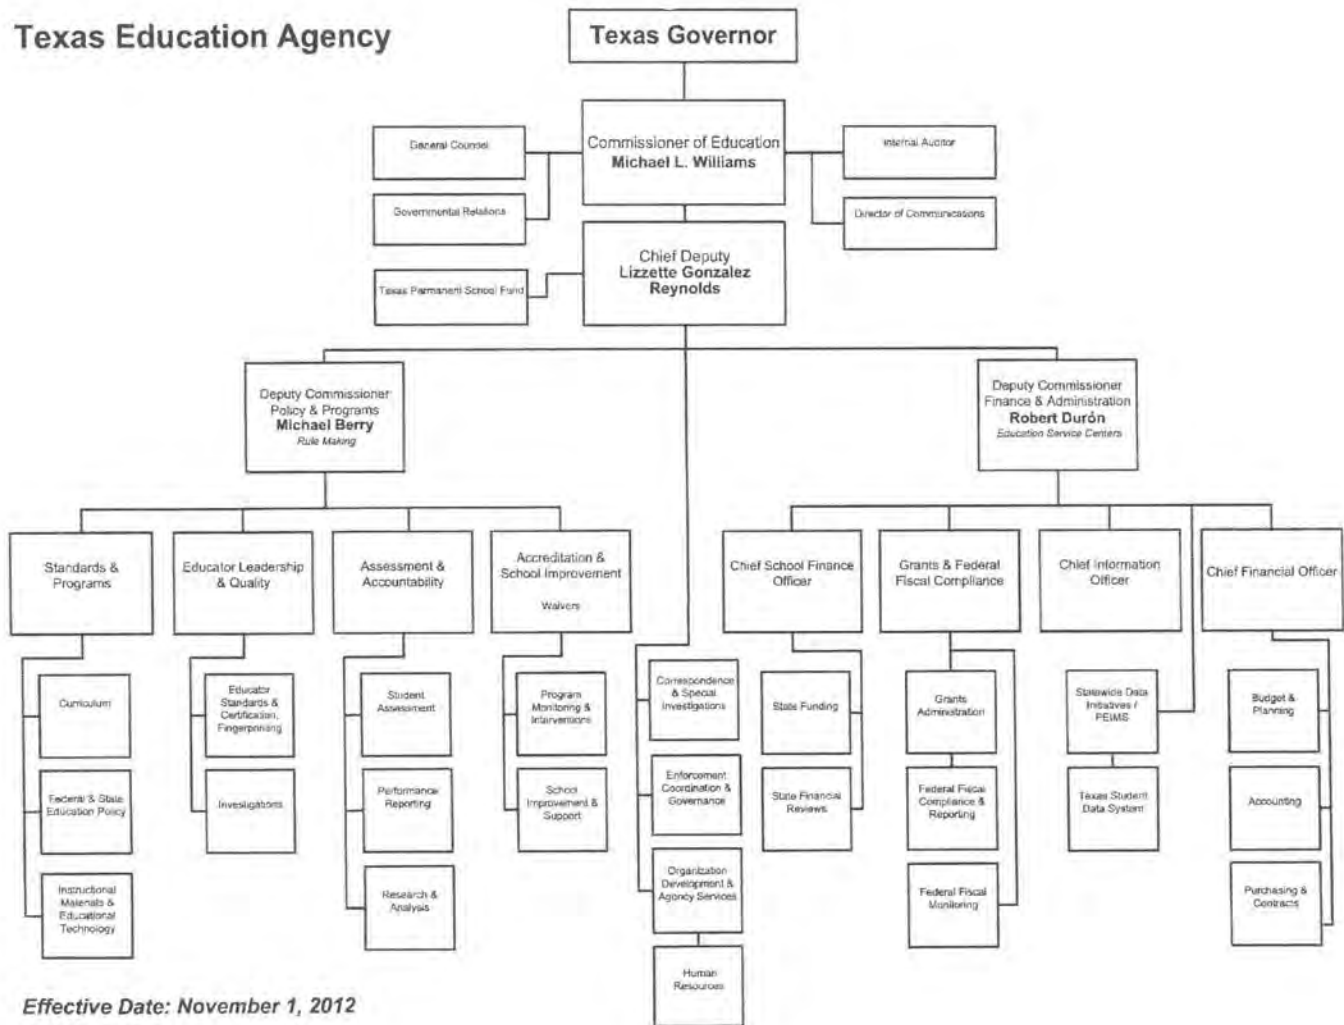 Texas Education Agency
Texas Governor
Commissioner of Education
Michael L. Williams
General Counsel
Internal Auditor
Governmental Relations
Director of Communications
Chief Deputy
Lizzette Gonzalez
Reynolds
Texas Permanent School Fund
Deputy Commissioner
Policy & Programs
Michael Berry
Rule Making
Deputy Commissioner
Finance & Administration
Robert Durón
Education Service Centers
Standards &
Programs
Educator Leadership
& Quality
Assessment &
Accountability
Accreditation &
School Improvement
Waivers
Chief School Finance
Officer
Grants & Federal
Fiscal Compliance
Chief Information
Officer
Chief Financial Officer
Curriculum
Federal & State
Education Policy
Instructional
Materials &
Educational
Technology
Educator
Standards &
Certification,
Fingerprinting
Investigations
Student
Assessment
Performance
Reporting
Research &
Analysis
Program
Monitoring &
Interventions
School
Improvement &
Support
Correspondence
& Special
Investigations
Enforcement
Coordination &
Governance
Organization
Development &
Agency Services
Human
Resources
State Funding
State Financial
Reviews
Grants
Administration
Federal Fiscal
Compliance &
Reporting
Federal Fiscal
Monitoring
Statewide Data
Initiatives /
PEIMS
Texas Student
Data System
Budget &
Planning
Accounting
Purchasing &
Contracts
Effective Date: November 1, 2012